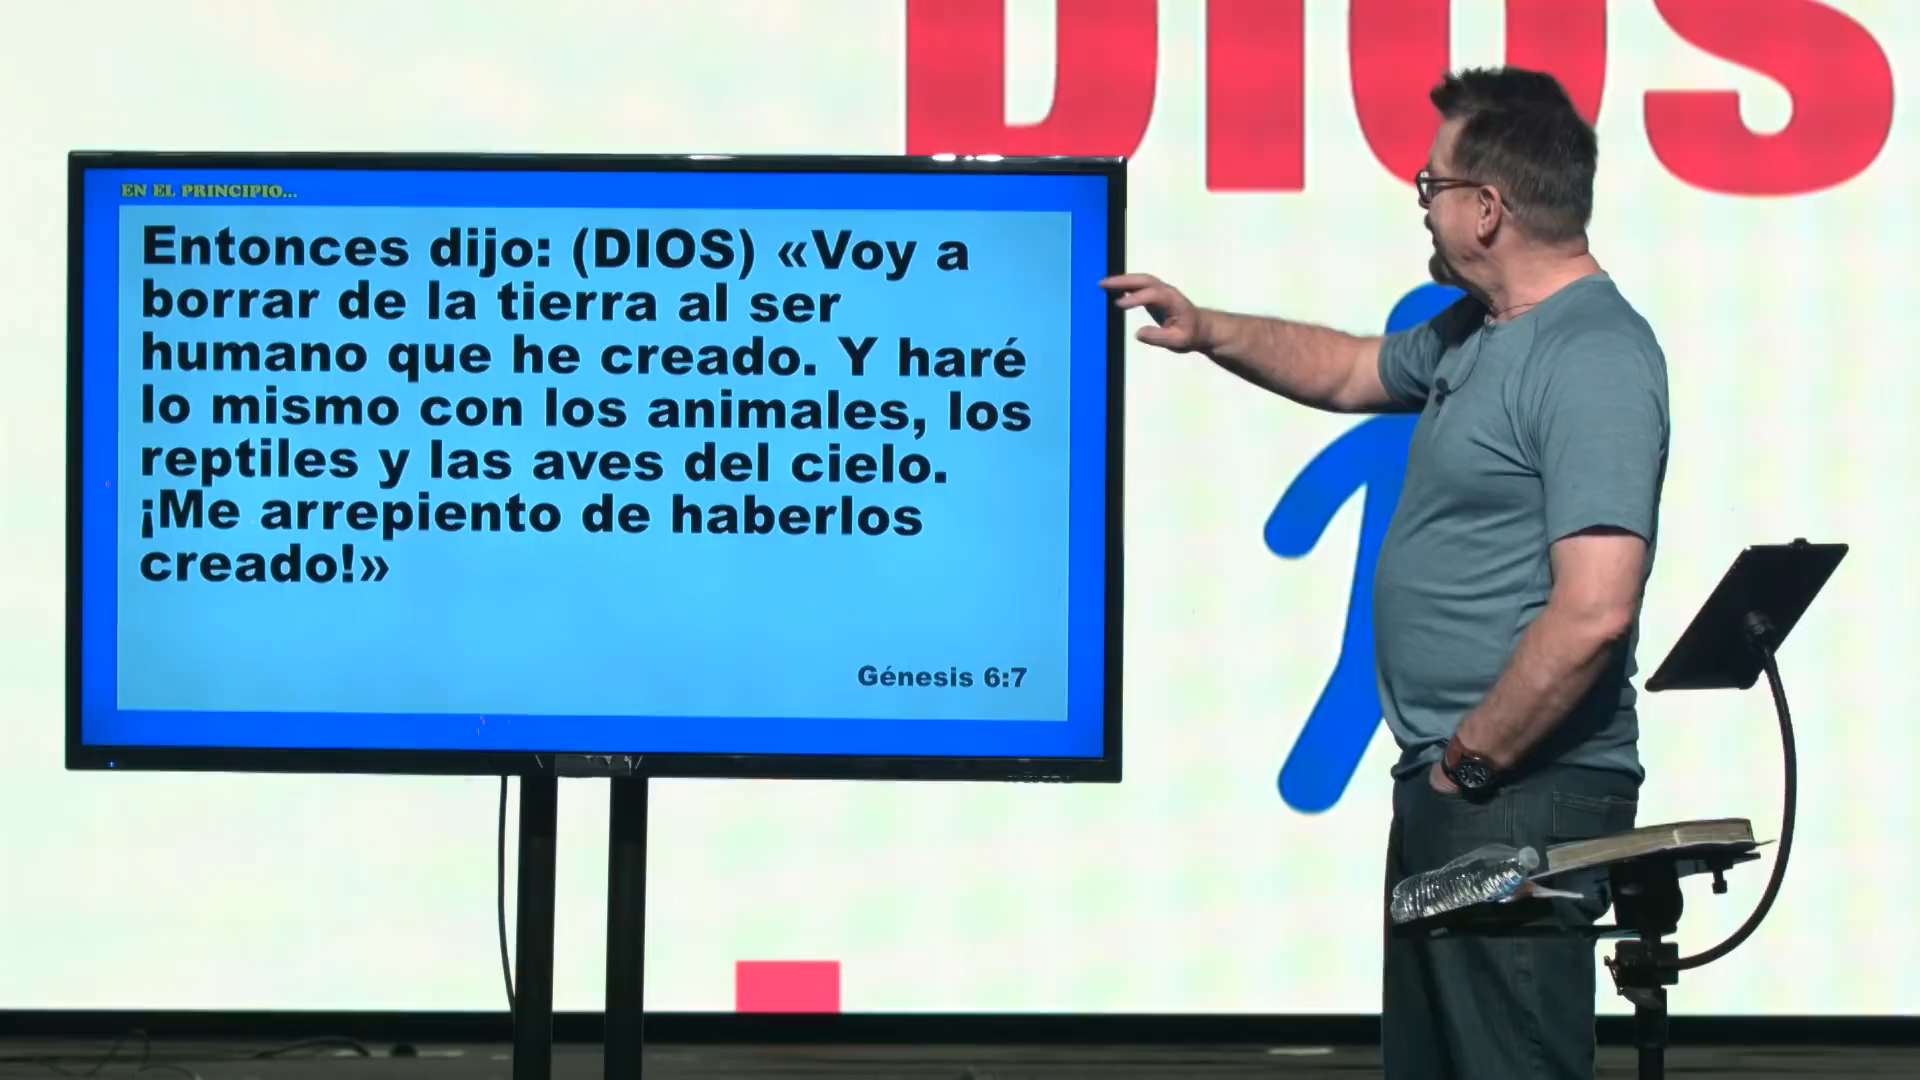 DIOS
EN EL PRINCIPIO...
Entonces dijo: (DIOS) «Voy a
borrar de la tierra al ser
humano que he creado. Y haré
lo mismo con los animales, los
reptiles y las aves del cielo.
¡Me arrepiento de haberlos
creado!»
Génesis 6:7